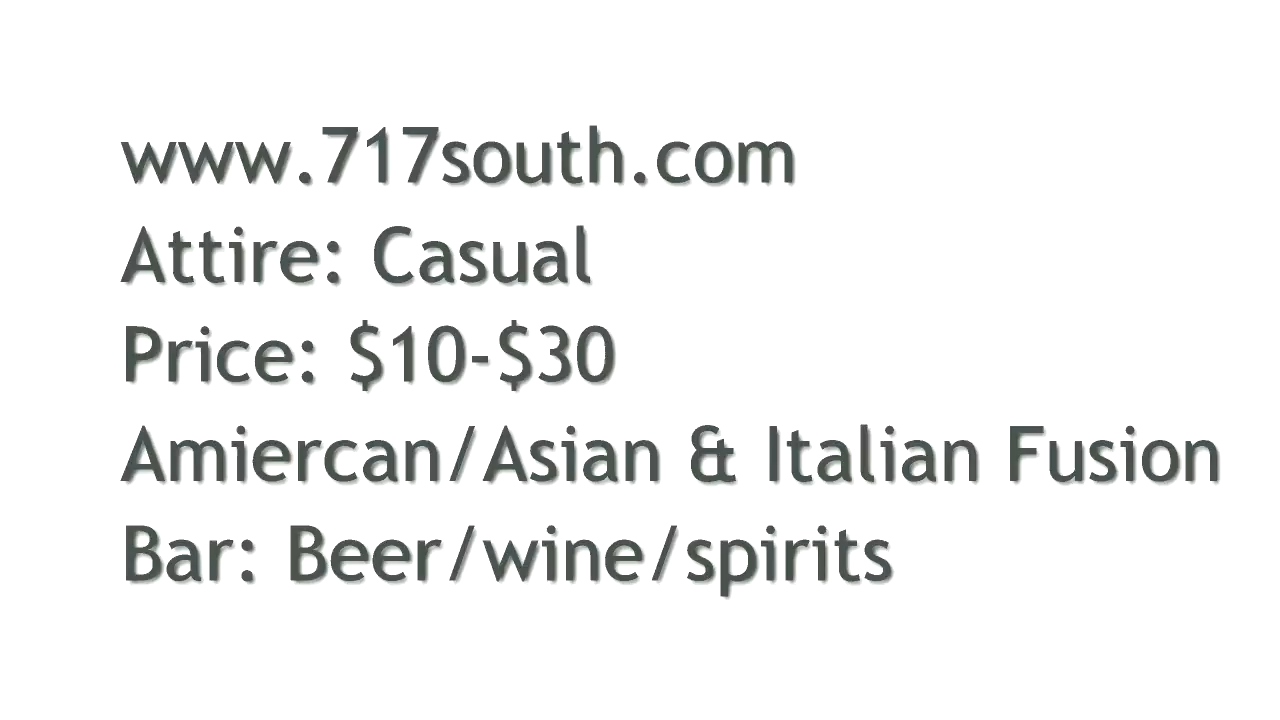 www.717south.com
Attire: Casual
Price: $10-$30
Amiercan/Asian & Italian Fusion
Bar: Beer/wine/spirits